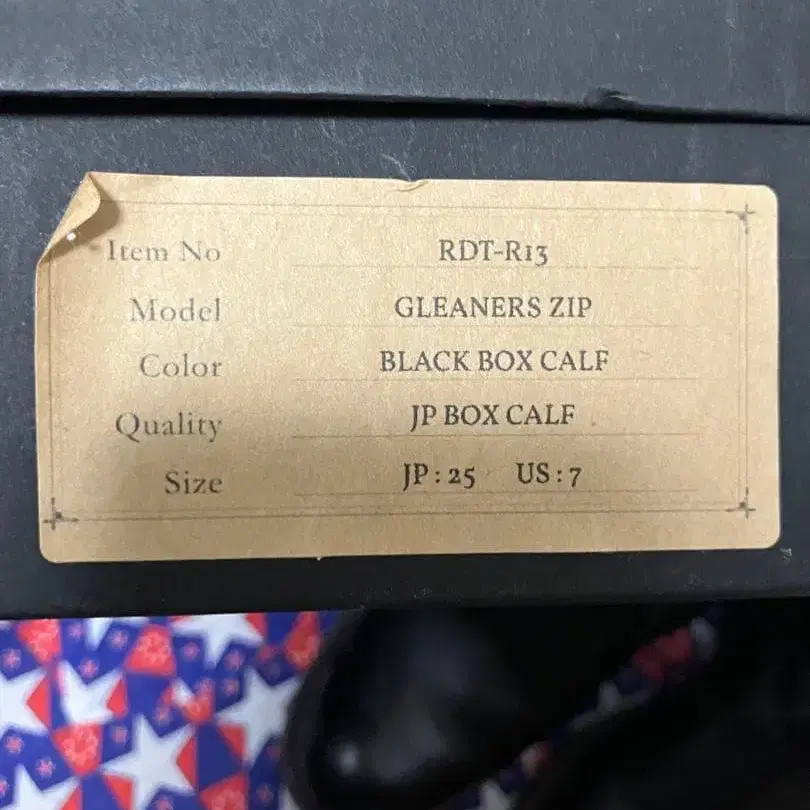 Item No RDT-R13
Model GLEANERS ZIP
Color BLACK BOX CALF
Quality JP BOX CALF
Size JP : 25 US : 7